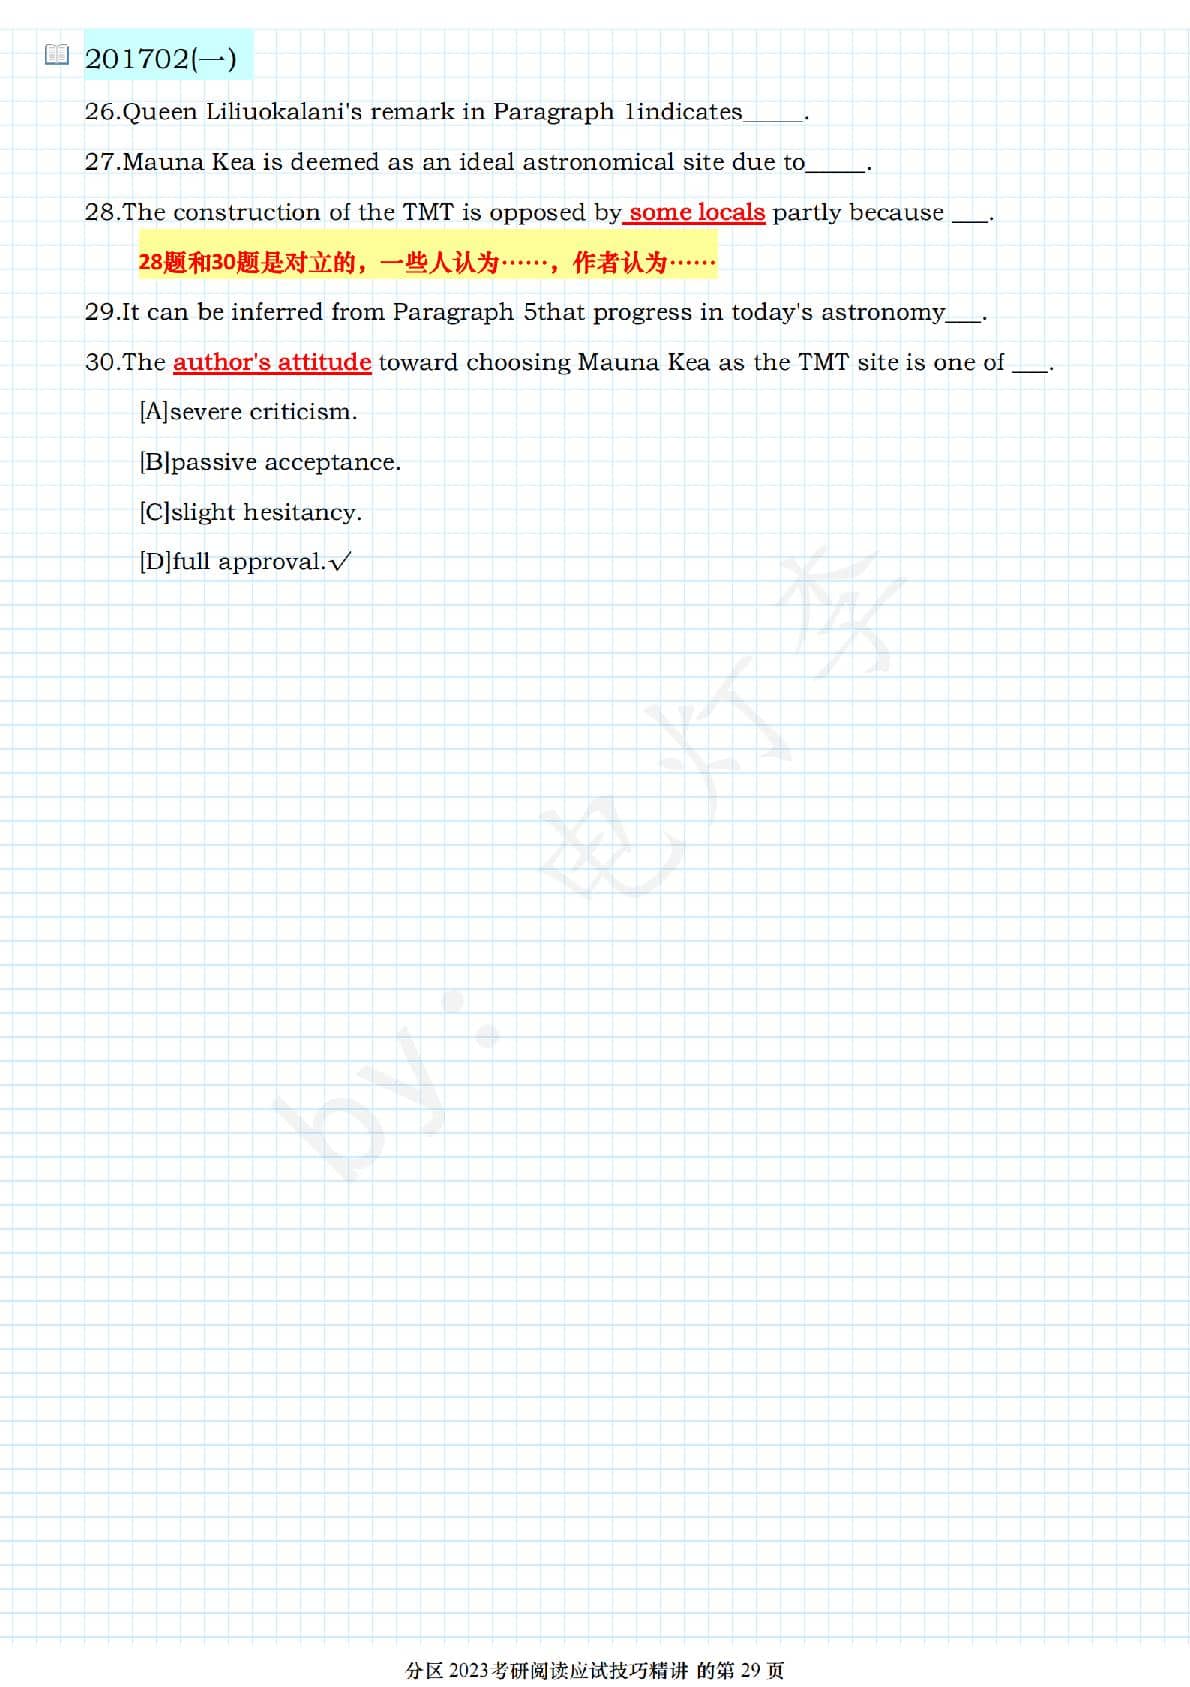 201702(一)
26.Queen Liliuokalani's remark in Paragraph 1indicates_____.
27.Mauna Kea is deemed as an ideal astronomical site due to_____.
28.The construction of the TMT is opposed by some locals partly because ___.
28题和30题是对立的，一些人认为……，作者认为……
29.It can be inferred from Paragraph 5that progress in today's astronomy___.
30.The author's attitude toward choosing Mauna Kea as the TMT site is one of ___.
[A]severe criticism.
[B]passive acceptance.
[C]slight hesitancy.
[D]full approval.✓
by：电灯李
分区 2023考研阅读应试技巧精讲 的第 29 页